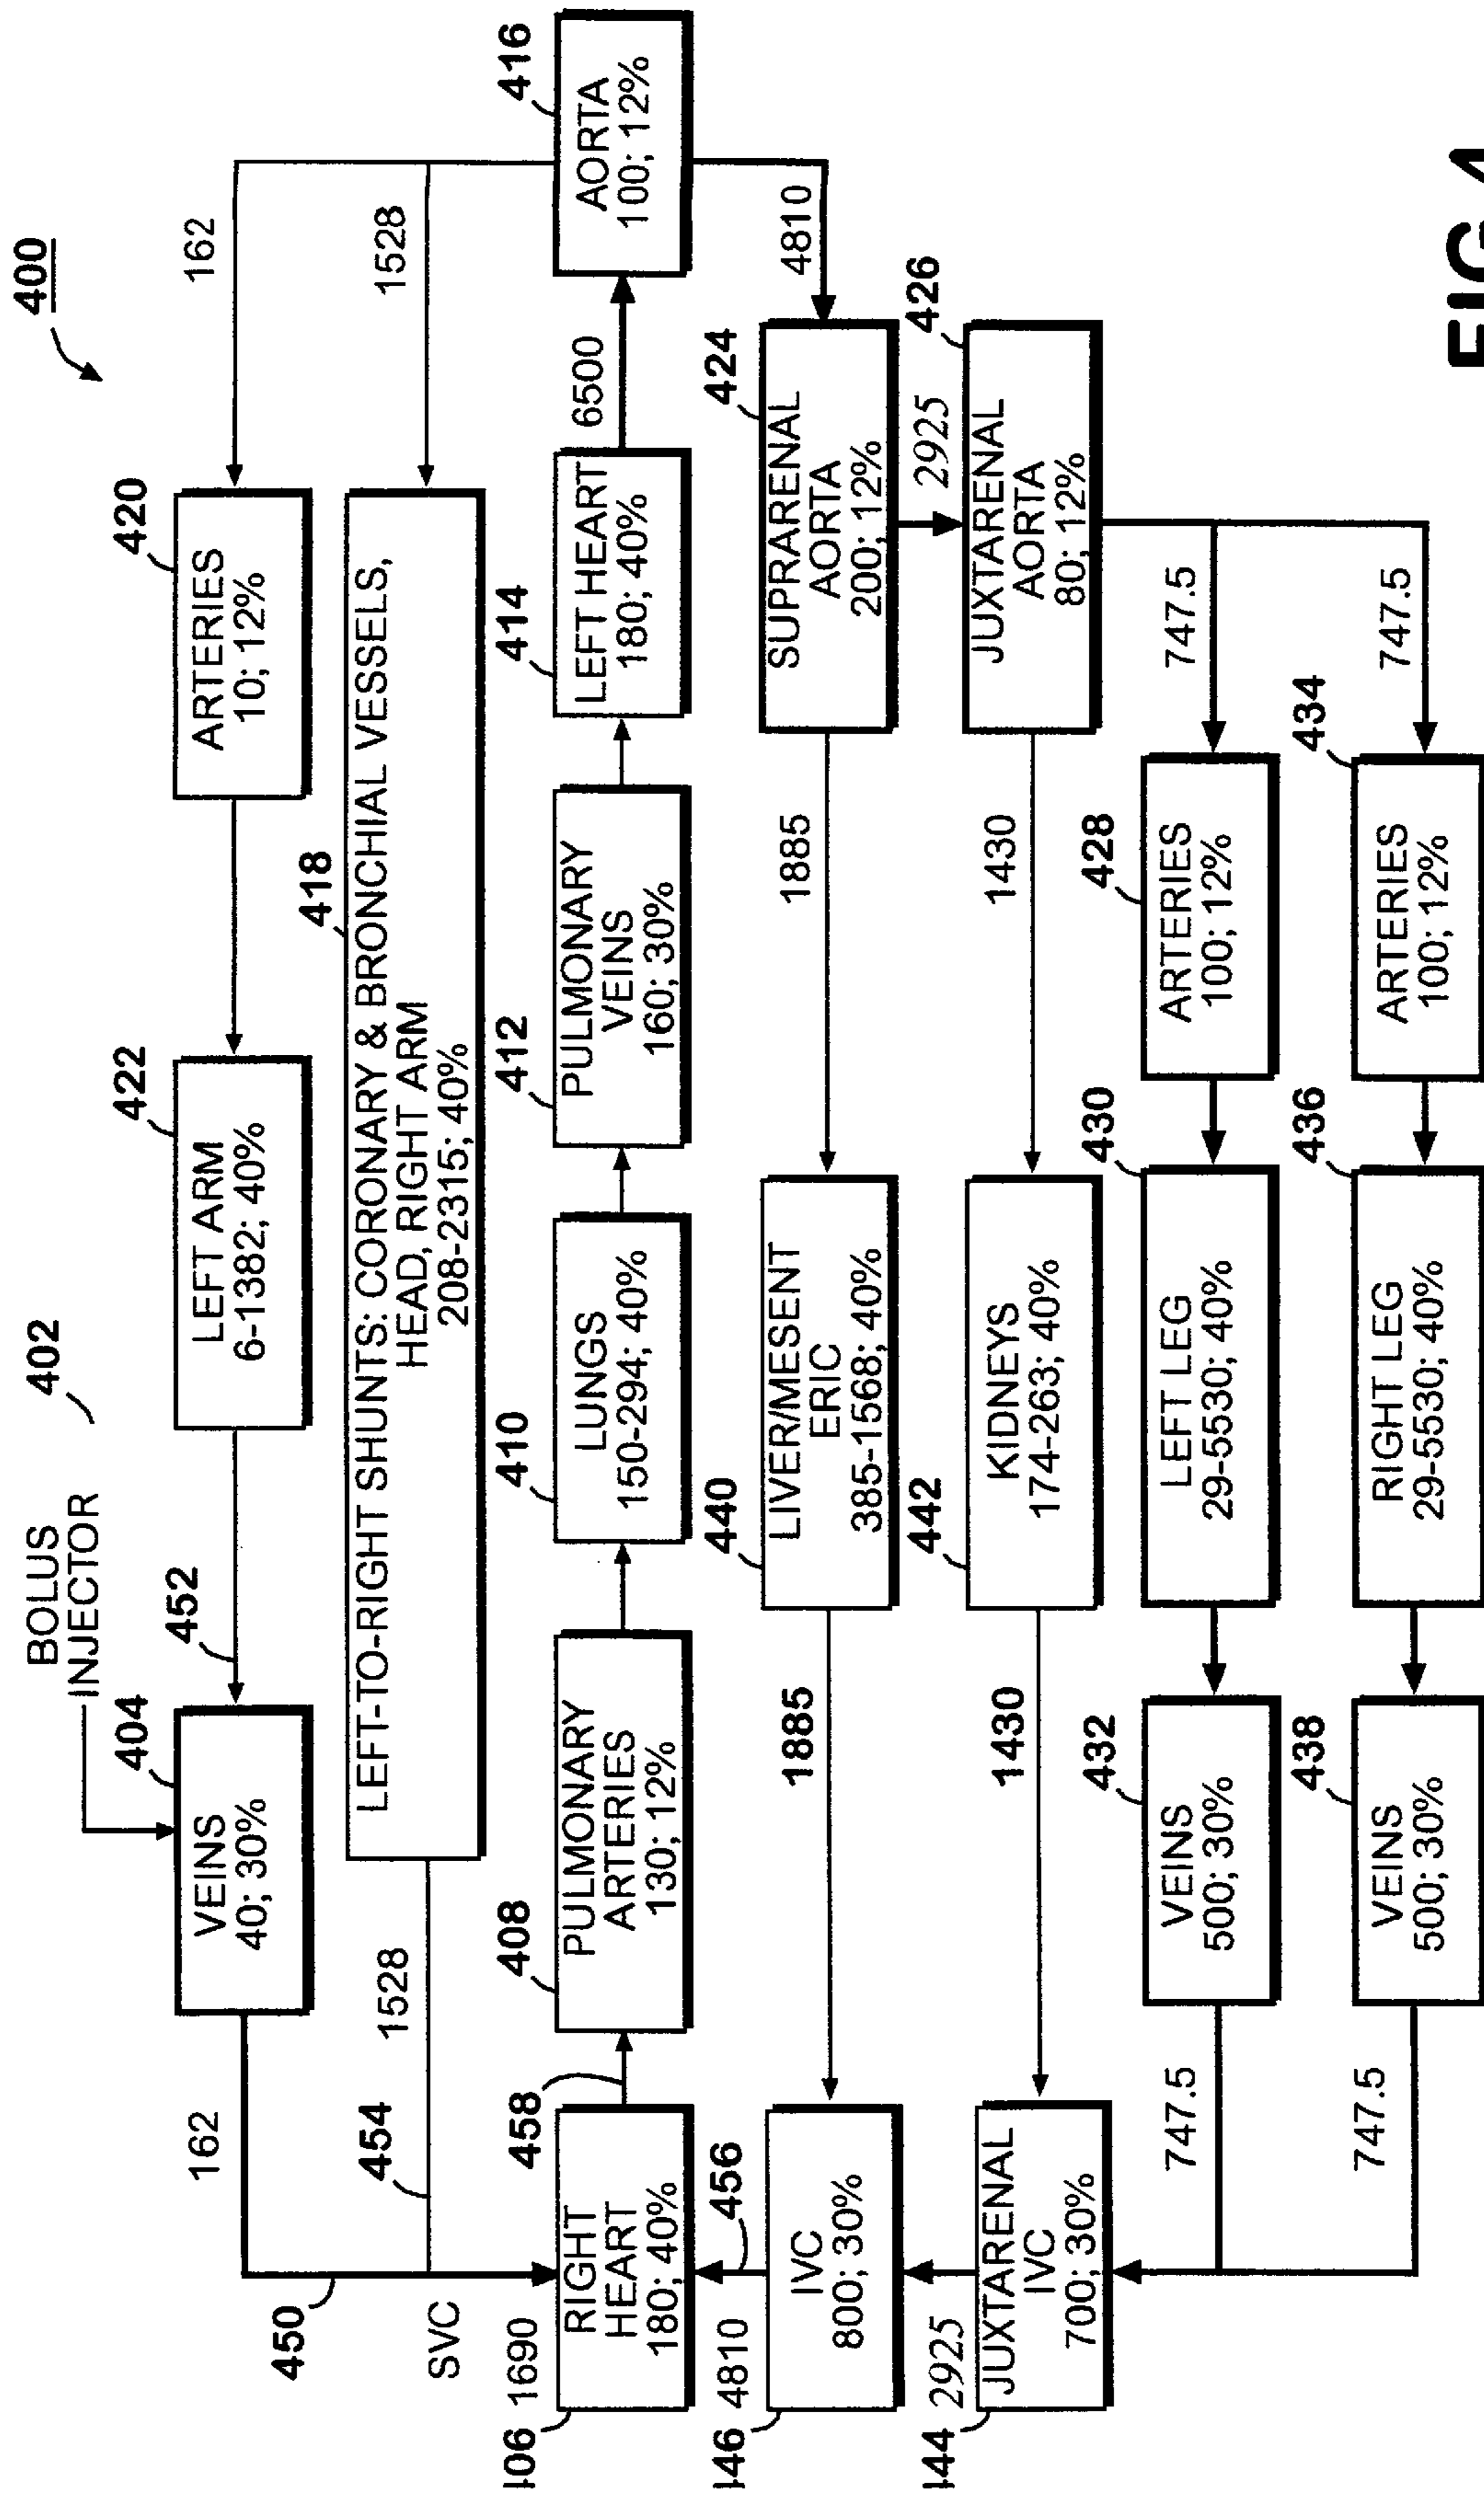 400
402
BOLUS
INJECTOR
404
VEINS
40; 30%
452
422
LEFT ARM
6-1382; 40%
420
ARTERIES
10; 12%
162
162
1528
418
LEFT-TO-RIGHT SHUNTS: CORONARY & BRONCHIAL VESSELS,
HEAD, RIGHT ARM
208-2315; 40%
1528
450
454
SVC
1690
406
RIGHT
HEART
180; 40%
458
408
PULMONARY
ARTERIES
130; 12%
410
LUNGS
150-294; 40%
412
PULMONARY
VEINS
160; 30%
414
LEFT HEART
180; 40%
6500
416
AORTA
100; 12%
456
4810
446
IVC
800; 30%
1885
440
LIVER/MESENT
ERIC
385-1568; 40%
1885
424
SUPRARENAL
AORTA
200; 12%
4810
2925
444
JUXTARENAL
IVC
700; 30%
1430
442
KIDNEYS
174-263; 40%
1430
2925
426
JUXTARENAL
AORTA
80; 12%
747.5
432
VEINS
500; 30%
430
LEFT LEG
29-5530; 40%
428
ARTERIES
100; 12%
747.5
747.5
438
VEINS
500; 30%
436
RIGHT LEG
29-5530; 40%
434
ARTERIES
100; 12%
747.5
FIG. 4